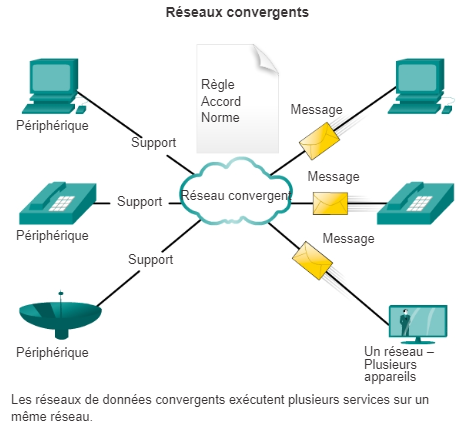 Réseaux convergents
Règle
Accord
Norme
Message
Périphérique
Support
Message
Support
Réseau convergent
Périphérique
Message
Support
Périphérique
Un réseau –
Plusieurs
appareils
Les réseaux de données convergents exécutent plusieurs services sur un
même réseau.